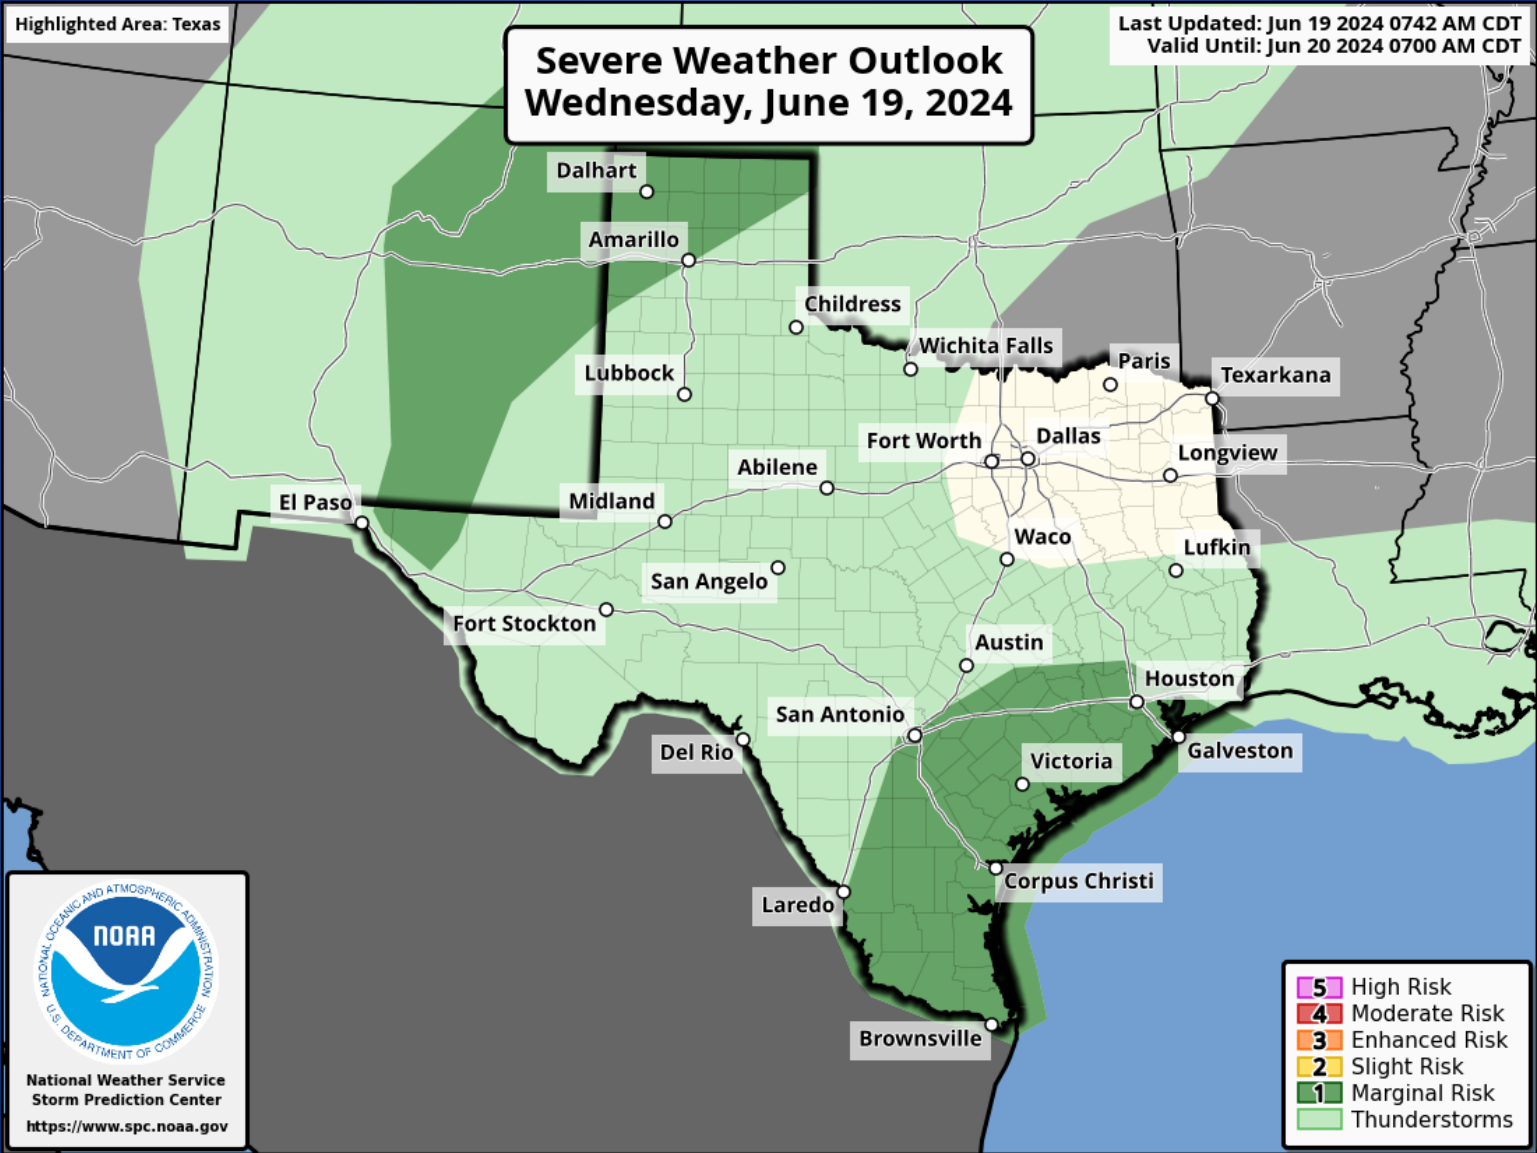 Highlighted Area: Texas
Last Updated: Jun 19 2024 0742 AM CDT
Valid Until: Jun 20 2024 0700 AM CDT
Severe Weather Outlook
Wednesday, June 19, 2024
Dalhart
Amarillo
Childress
Wichita Falls
Paris
Texarkana
Lubbock
Fort Worth
Dallas
Longview
Abilene
El Paso
Midland
Waco
Lufkin
San Angelo
Fort Stockton
Austin
Houston
San Antonio
Del Rio
Galveston
Victoria
Corpus Christi
Laredo
Brownsville
NATIONAL OCEANIC AND ATMOSPHERIC ADMINISTRATION
NOAA
U.S. DEPARTMENT OF COMMERCE
National Weather Service
Storm Prediction Center
https://www.spc.noaa.gov
5 High Risk
4 Moderate Risk
3 Enhanced Risk
2 Slight Risk
1 Marginal Risk
Thunderstorms